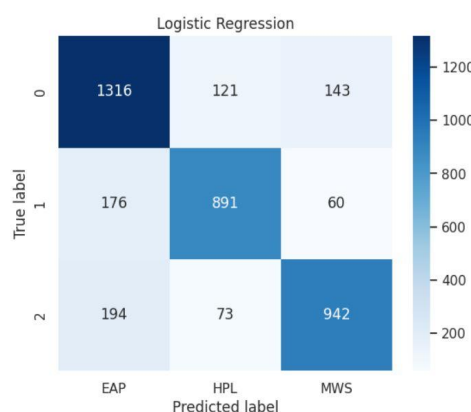 Logistic Regression
0 1316 121 143
1 176 891 60
2 194 73 942
True label
EAP HPL MWS
Predicted label
1200
1000
800
600
400
200